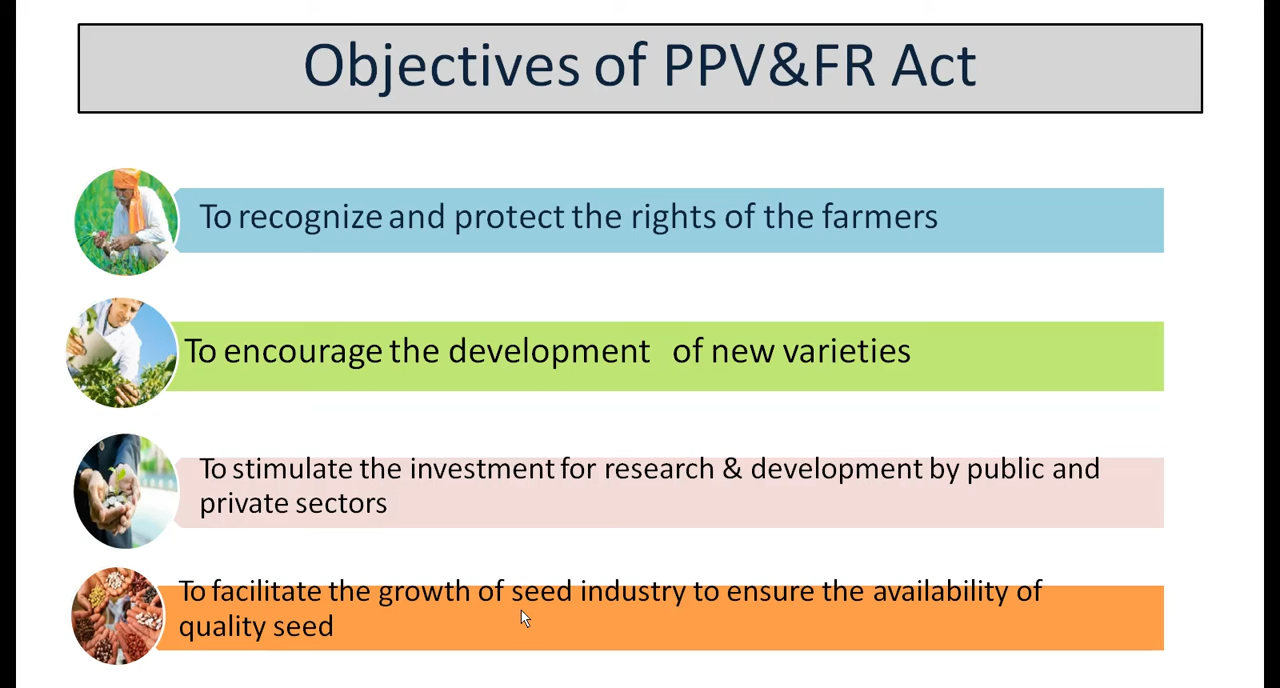 Objectives of PPV&FR Act
To recognize and protect the rights of the farmers
To encourage the development of new varieties
To stimulate the investment for research & development by public and
private sectors
To facilitate the growth of seed industry to ensure the availability of
quality seed